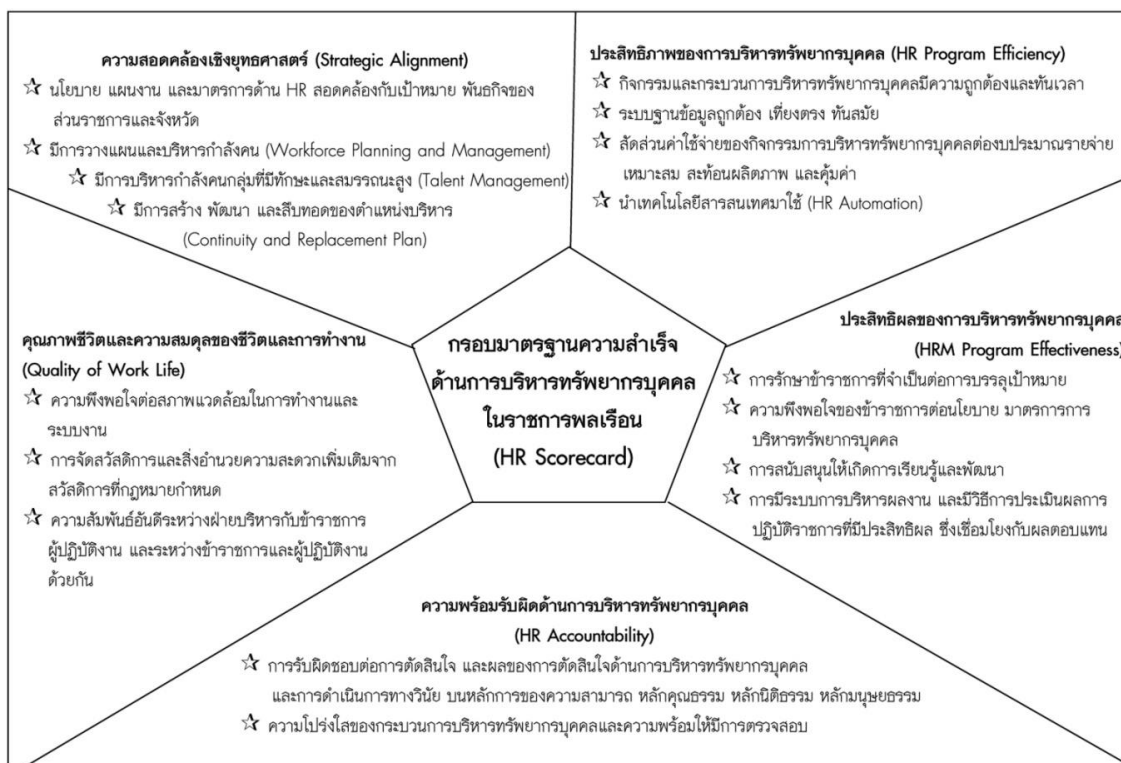 ความสอดคล้องเชิงยุทธศาสตร์ (Strategic Alignment)
☆ นโยบาย แผนงาน และมาตรการด้าน HR สอดคล้องกับเป้าหมาย พันธกิจของ
ส่วนราชการและจังหวัด
☆ มีการวางแผนและบริหารกำลังคน (Workforce Planning and Management)
☆ มีการบริหารกำลังคนกลุ่มที่มีทักษะและสมรรถนะสูง (Talent Management)
☆ มีการสร้าง พัฒนา และสืบทอดของตำแหน่งบริหาร
(Continuity and Replacement Plan)
ประสิทธิภาพของการบริหารทรัพยากรบุคคล (HR Program Efficiency)
☆ กิจกรรมและกระบวนการบริหารทรัพยากรบุคคลมีความถูกต้องและทันเวลา
☆ ระบบฐานข้อมูลถูกต้อง เที่ยงตรง ทันสมัย
☆ สัดส่วนค่าใช้จ่ายของกิจกรรมการบริหารทรัพยากรบุคคลต่องบประมาณรายจ่าย
เหมาะสม สะท้อนผลิตภาพ และคุ้มค่า
☆ นำเทคโนโลยีสารสนเทศมาใช้ (HR Automation)
คุณภาพชีวิตและความสมดุลของชีวิตและการทำงาน
(Quality of Work Life)
☆ ความพึงพอใจต่อสภาพแวดล้อมในการทำงานและ
ระบบงาน
☆ การจัดสวัสดิการและสิ่งอำนวยความสะดวกเพิ่มเติมจาก
สวัสดิการที่กฎหมายกำหนด
☆ ความสัมพันธ์อันดีระหว่างฝ่ายบริหารกับข้าราชการ
ผู้ปฏิบัติงาน และระหว่างข้าราชการและผู้ปฏิบัติงาน
ด้วยกัน
กรอบมาตรฐานความสำเร็จ
ด้านการบริหารทรัพยากรบุคคล
ในราชการพลเรือน
(HR Scorecard)
ประสิทธิผลของการบริหารทรัพยากรบุคคล
(HRM Program Effectiveness)
☆ การรักษาข้าราชการที่จำเป็นต่อการบรรลุเป้าหมาย
☆ ความพึงพอใจของข้าราชการต่อนโยบาย มาตรการการ
บริหารทรัพยากรบุคคล
☆ การสนับสนุนให้เกิดการเรียนรู้และพัฒนา
☆ การมีระบบการบริหารผลงาน และมีวิธีการประเมินผลการ
ปฏิบัติราชการที่มีประสิทธิผล ซึ่งเชื่อมโยงกับผลตอบแทน
ความพร้อมรับผิดด้านการบริหารทรัพยากรบุคคล
(HR Accountability)
☆ การรับผิดชอบต่อการตัดสินใจ และผลของการตัดสินใจด้านการบริหารทรัพยากรบุคคล
และการดำเนินการทางวินัย บนหลักการของความสามารถ หลักคุณธรรม หลักนิติธรรม หลักมนุษยธรรม
☆ ความโปร่งใสของกระบวนการบริหารทรัพยากรบุคคลและความพร้อมให้มีการตรวจสอบ